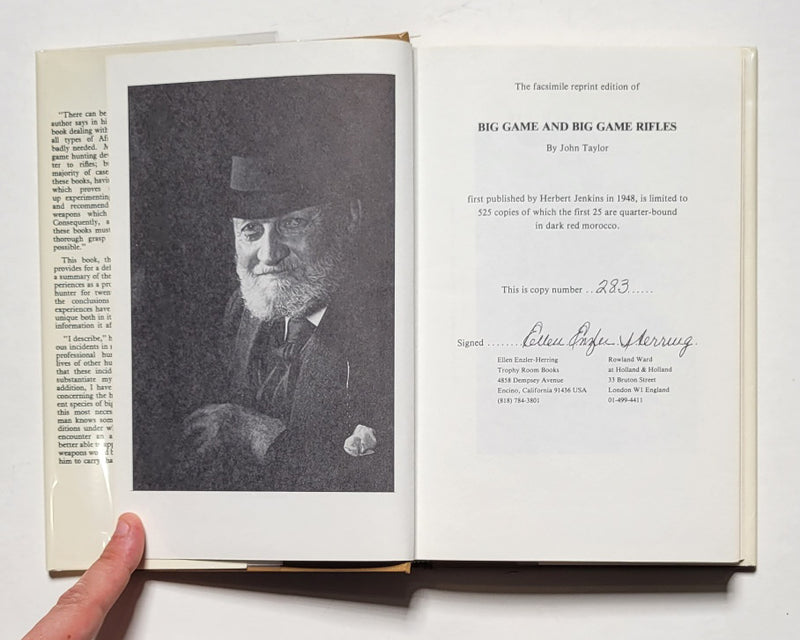 "There can be
author says in hi
book dealing with
all types of Afr
badly needed. M
game hunting de
ter to rifles; b
majority of case
these books, havi
which proves
up experimenting
and recommend
weapons which
Consequently, a
these books must
thorough grasp
possible."
This book, th
provides for a del
a summary of the
periences as a pro
hunter for twen
the conclusions
experiences have
unique both in it
information it af
"I describe," h
ous incidents in
professional hun
lives of other hu
that these incid
substantiate my
addition, I have
concerning the h
ent species of big
this most neces
man knows som
ditions under w
encounter an a
better able to app
weapons wo
him to carry
The facsimile reprint edition of
BIG GAME AND BIG GAME RIFLES
By John Taylor
first published by Herbert Jenkins in 1948, is limited to
525 copies of which the first 25 are quarter-bound
in dark red morocco.
This is copy number .. 283 ......
Signed ........ Ellen Enzler-Herring.
Ellen Enzler-Herring
Trophy Room Books
4858 Dempsey Avenue
Encino, California 91436 USA
(818) 784-3801
Rowland Ward
at Holland & Holland
33 Bruton Street
London W1 England
01-499-4411